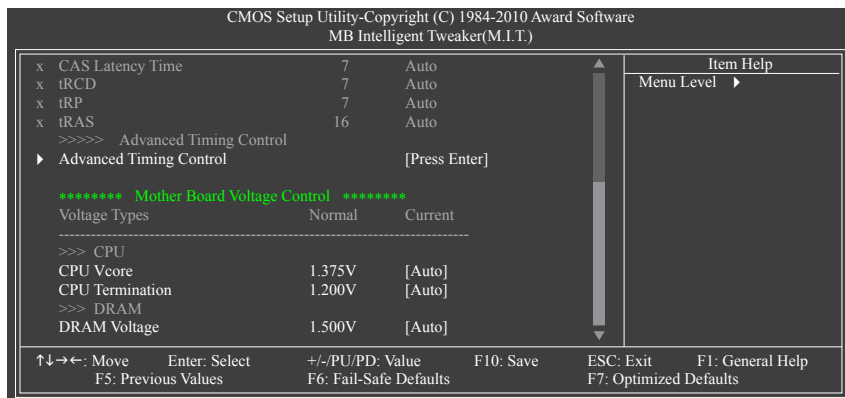 CMOS Setup Utility-Copyright (C) 1984-2010 Award Software
MB Intelligent Tweaker(M.I.T.)
x CAS Latency Time 7 Auto
x tRCD 7 Auto
x tRP 7 Auto
x tRAS 16 Auto
>>>>> Advanced Timing Control
Advanced Timing Control [Press Enter]
******** Mother Board Voltage Control ********
Voltage Types Normal Current
--------------------------------------------------------------------------------
>>> CPU
CPU Vcore 1.375V [Auto]
CPU Termination 1.200V [Auto]
>>> DRAM
DRAM Voltage 1.500V [Auto]
Item Help
Menu Level
↑↓→←: Move Enter: Select +/-/PU/PD: Value F10: Save ESC: Exit F1: General Help
F5: Previous Values F6: Fail-Safe Defaults F7: Optimized Defaults